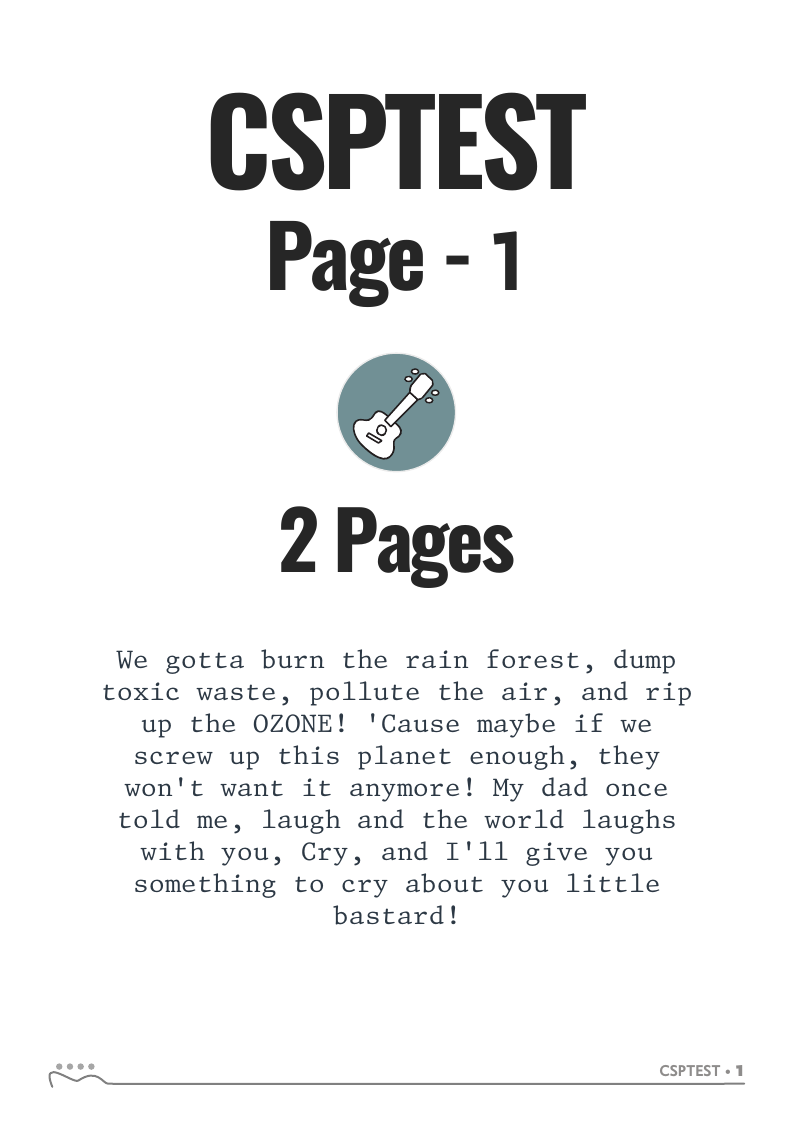 CSPTEST
Page - 1
2 Pages
We gotta burn the rain forest, dump
toxic waste, pollute the air, and rip
up the OZONE! 'Cause maybe if we
screw up this planet enough, they
won't want it anymore! My dad once
told me, laugh and the world laughs
with you, Cry, and I'll give you
something to cry about you little
bastard!
CSPTEST • 1